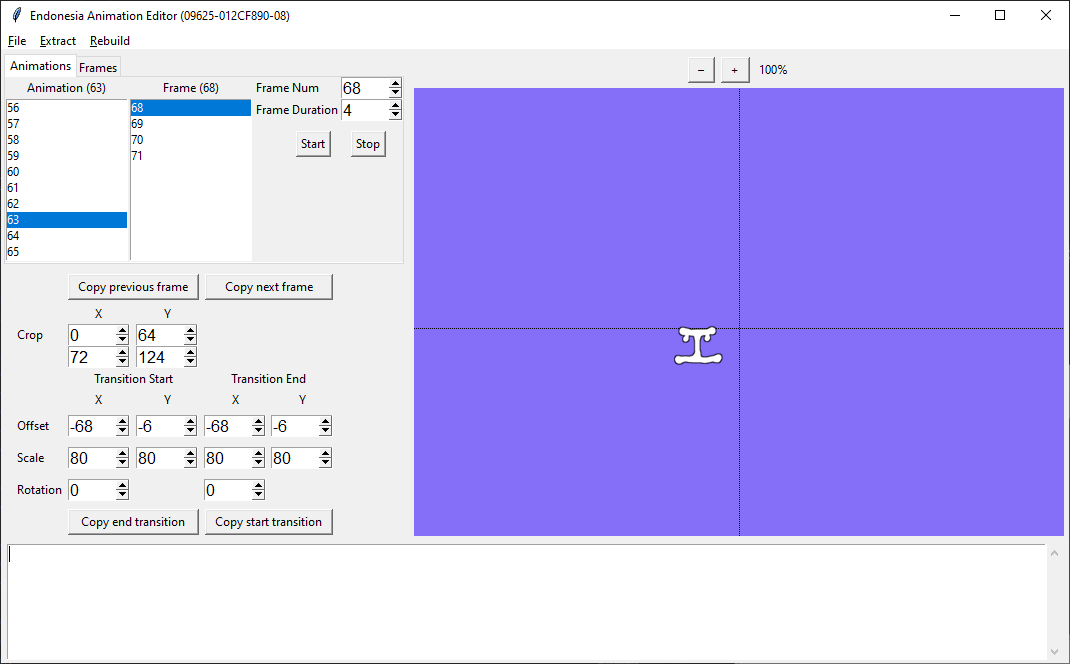 Endonesia Animation Editor (09625-012CF890-08)
File Extract Rebuild
Animations Frames
Animation (63) Frame (68)
56
57
58
59
60
61
62
63
64
65
68
69
70
71
Frame Num 68
Frame Duration 4
Start Stop
Copy previous frame Copy next frame
X Y
Crop 0 64
72 124
Transition Start Transition End
X Y X Y
Offset -68 -6 -68 -6
Scale 80 80 80 80
Rotation 0 0
Copy end transition Copy start transition
− + 100%
エ